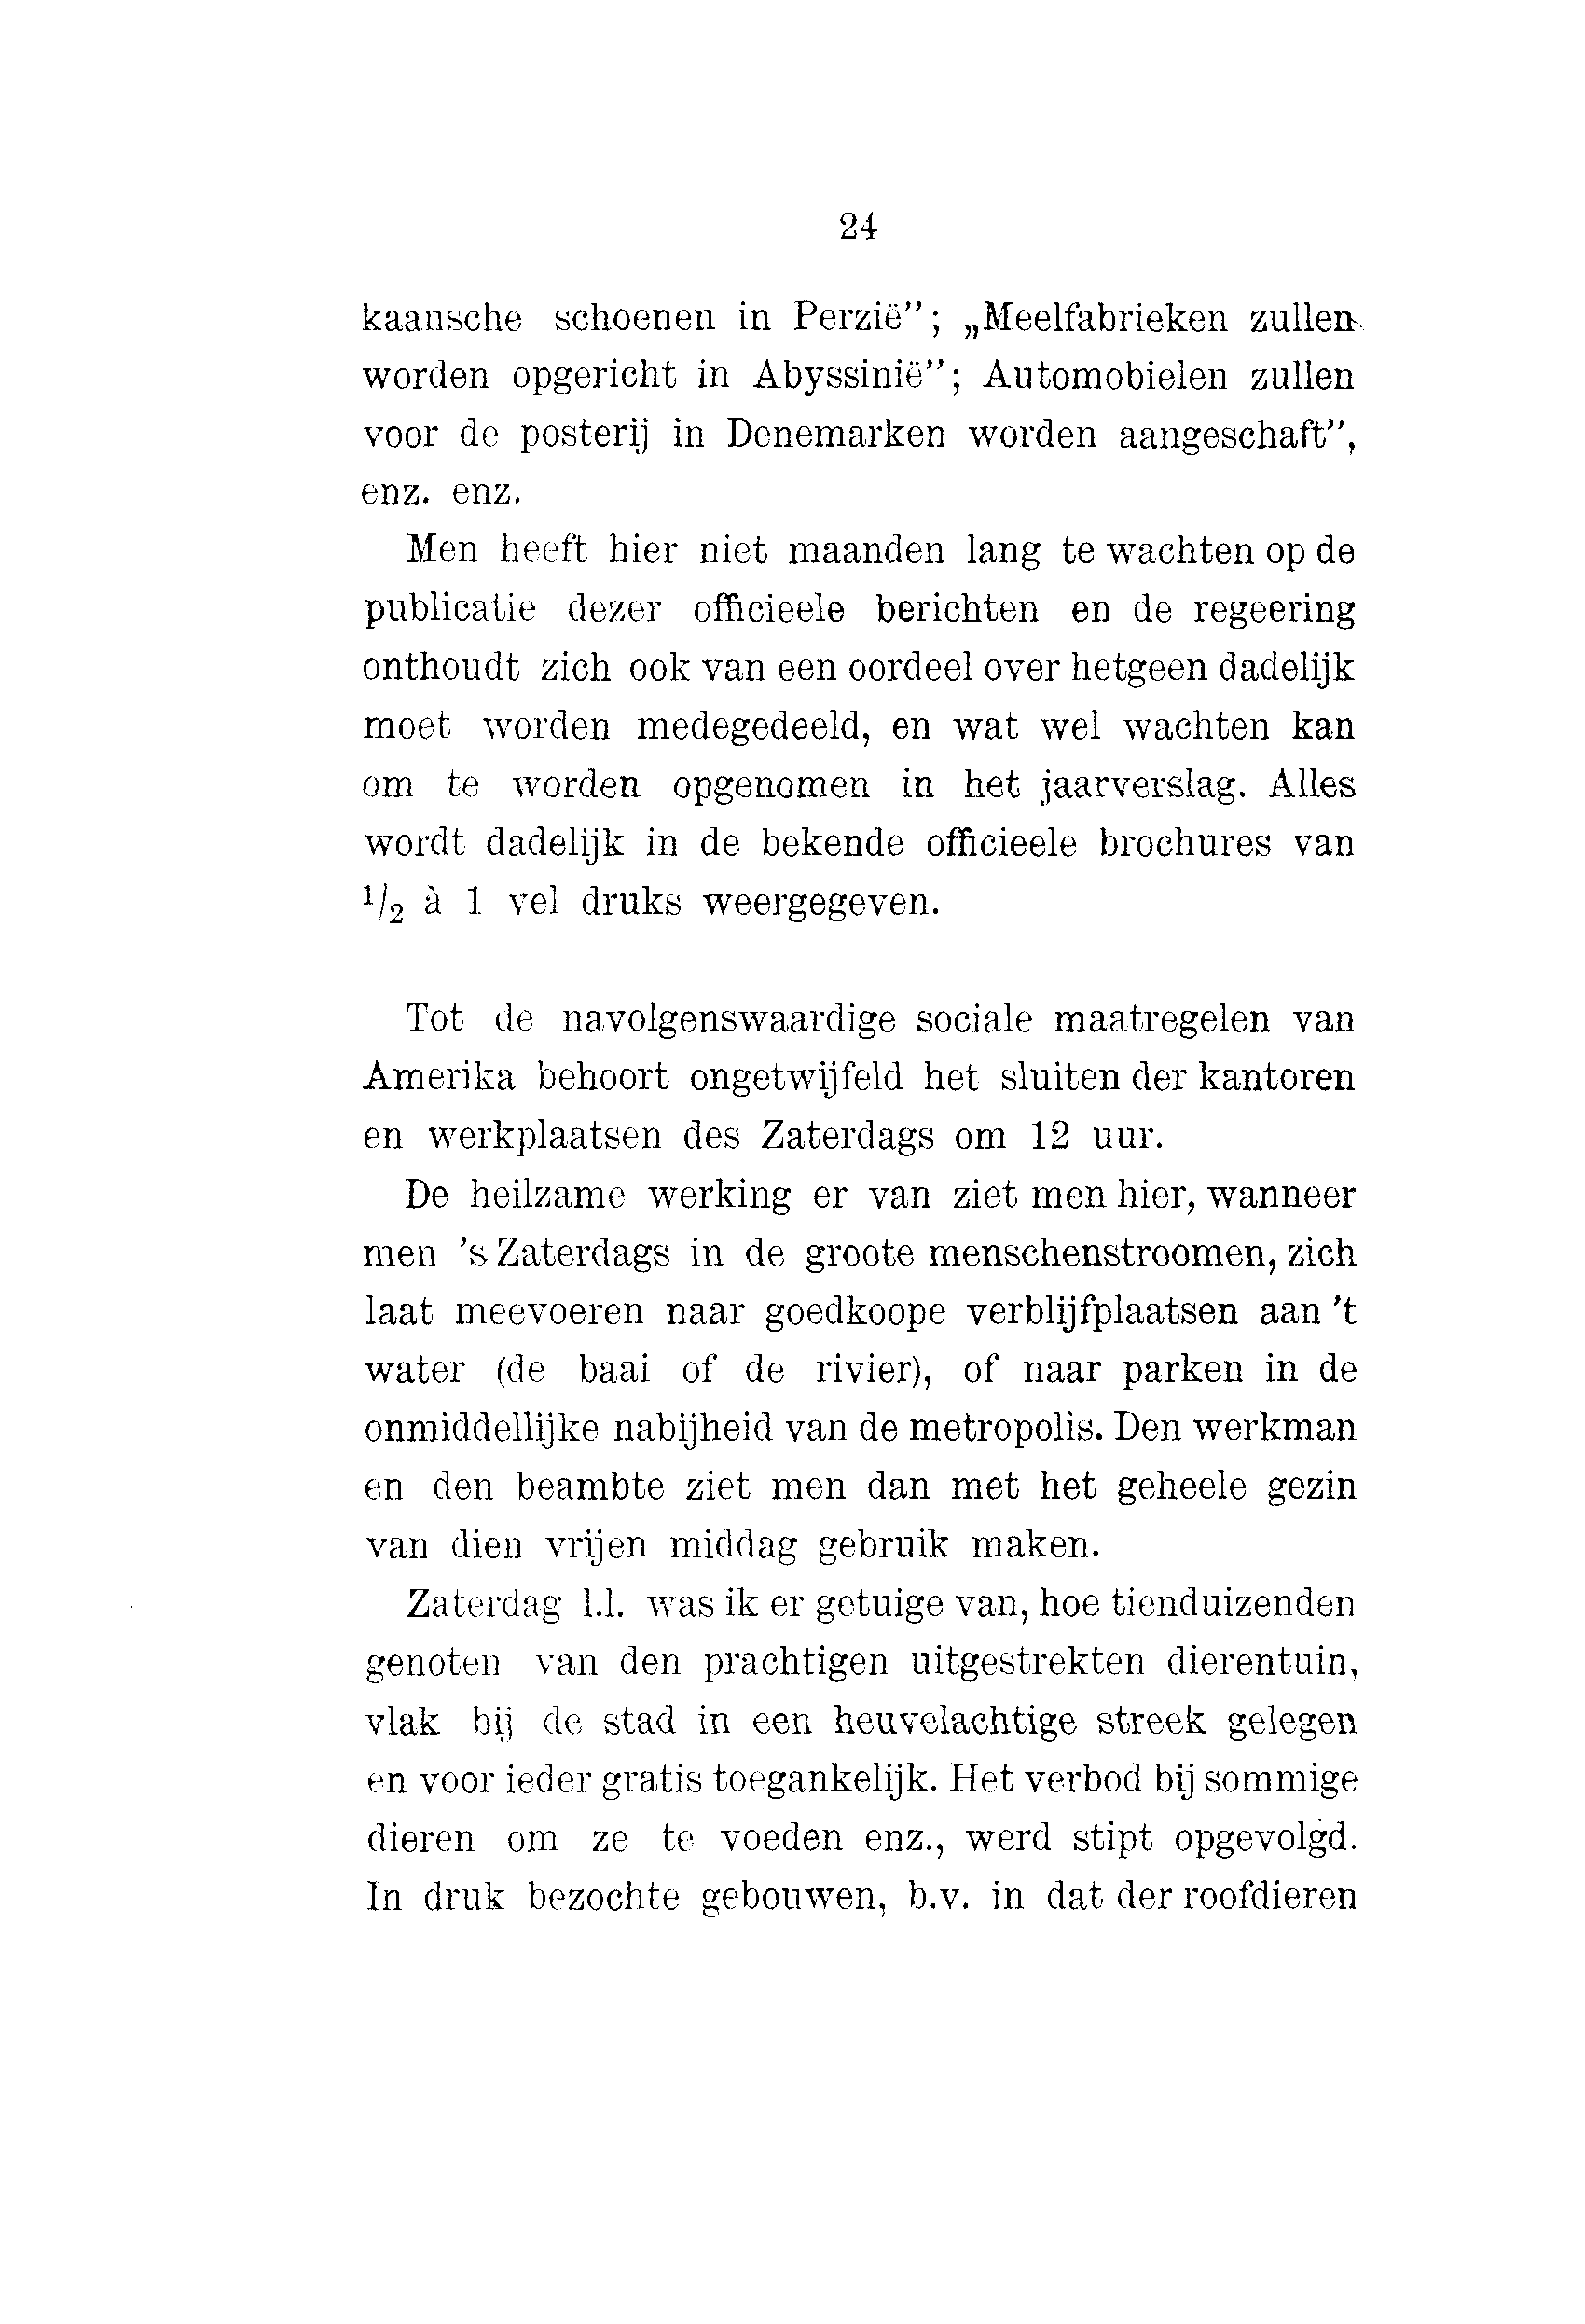 24
kaansche schoenen in Perzië”; „Meelfabrieken zullen
worden opgericht in Abyssinië”; Automobielen zullen
voor de posterij in Denemarken worden aangeschaft”,
enz. enz.
Men heeft hier niet maanden lang te wachten op de
publicatie dezer officieele berichten en de regeering
onthoudt zich ook van een oordeel over hetgeen dadelijk
moet worden medegedeeld, en wat wel wachten kan
om te worden opgenomen in het jaarverslag. Alles
wordt dadelijk in de bekende officieele brochures van
1/2 à 1 vel druks weergegeven.
Tot de navolgenswaardige sociale maatregelen van
Amerika behoort ongetwijfeld het sluiten der kantoren
en werkplaatsen des Zaterdags om 12 uur.
De heilzame werking er van ziet men hier, wanneer
men 's Zaterdags in de groote menschenstroomen, zich
laat meevoeren naar goedkoope verblijfplaatsen aan 't
water (de baai of de rivier), of naar parken in de
onmiddellijke nabijheid van de metropolis. Den werkman
en den beambte ziet men dan met het geheele gezin
van dien vrijen middag gebruik maken.
Zaterdag l.l. was ik er getuige van, hoe tienduizenden
genoten van den prachtigen uitgestrekten dierentuin,
vlak bij de stad in een heuvelachtige streek gelegen
en voor ieder gratis toegankelijk. Het verbod bij sommige
dieren om ze te voeden enz., werd stipt opgevolgd.
In druk bezochte gebouwen, b.v. in dat der roofdieren